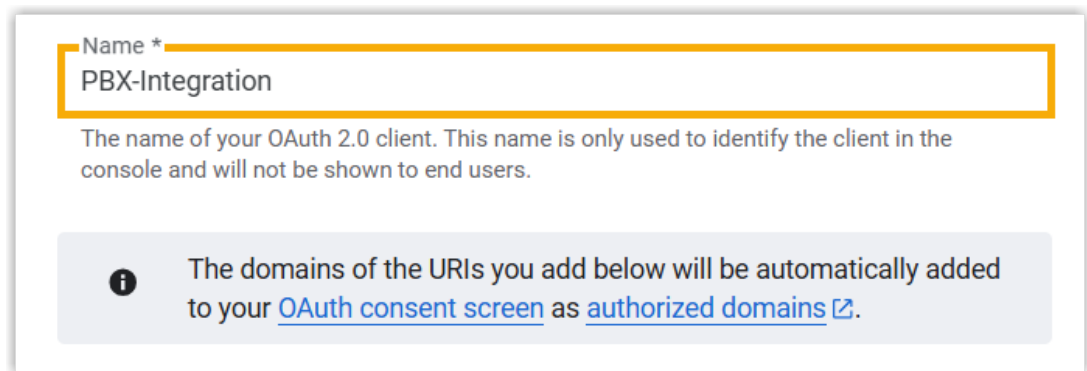 Name *
PBX-Integration
The name of your OAuth 2.0 client. This name is only used to identify the client in the
console and will not be shown to end users.
The domains of the URIs you add below will be automatically added
to your OAuth consent screen as authorized domains.